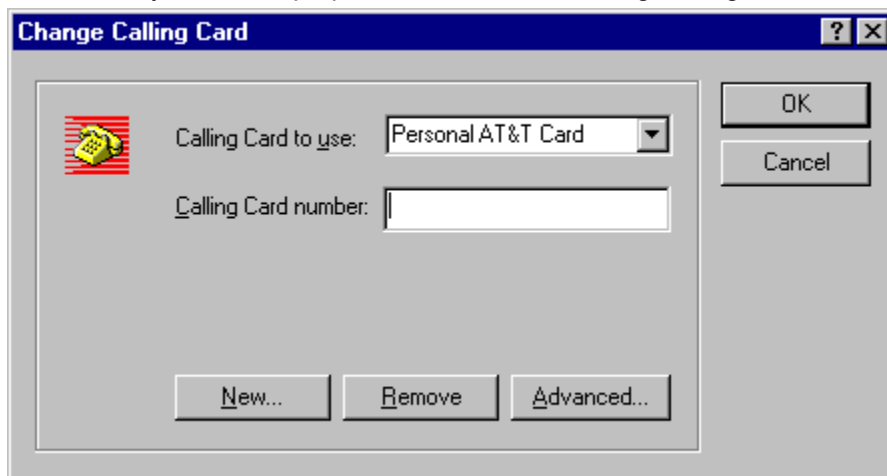 Change Calling Card
OK
Calling Card to use: Personal AT&T Card
Cancel
Calling Card number:
New... Remove Advanced...